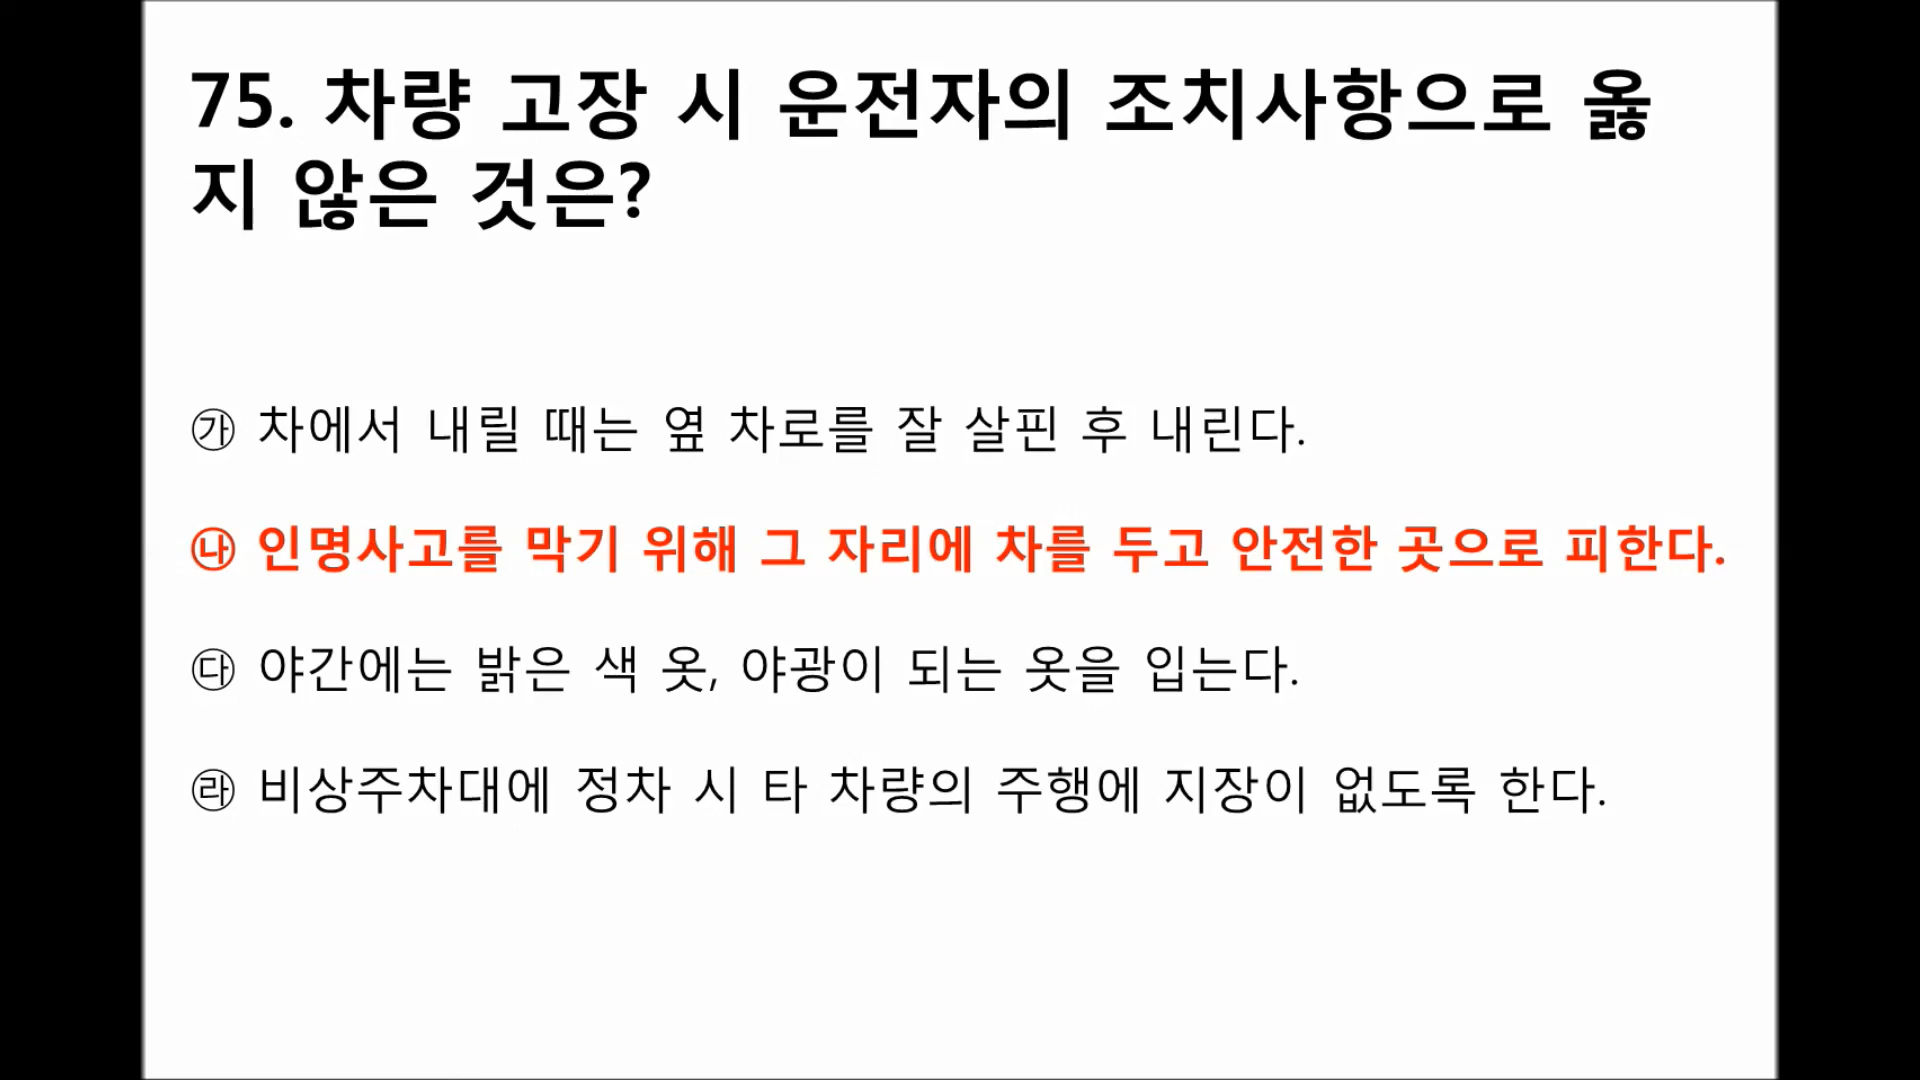 75. 차량 고장 시 운전자의 조치사항으로 옳
지 않은 것은?
㉮ 차에서 내릴 때는 옆 차로를 잘 살핀 후 내린다.
㉯ 인명사고를 막기 위해 그 자리에 차를 두고 안전한 곳으로 피한다.
㉰ 야간에는 밝은 색 옷, 야광이 되는 옷을 입는다.
㉱ 비상주차대에 정차 시 타 차량의 주행에 지장이 없도록 한다.